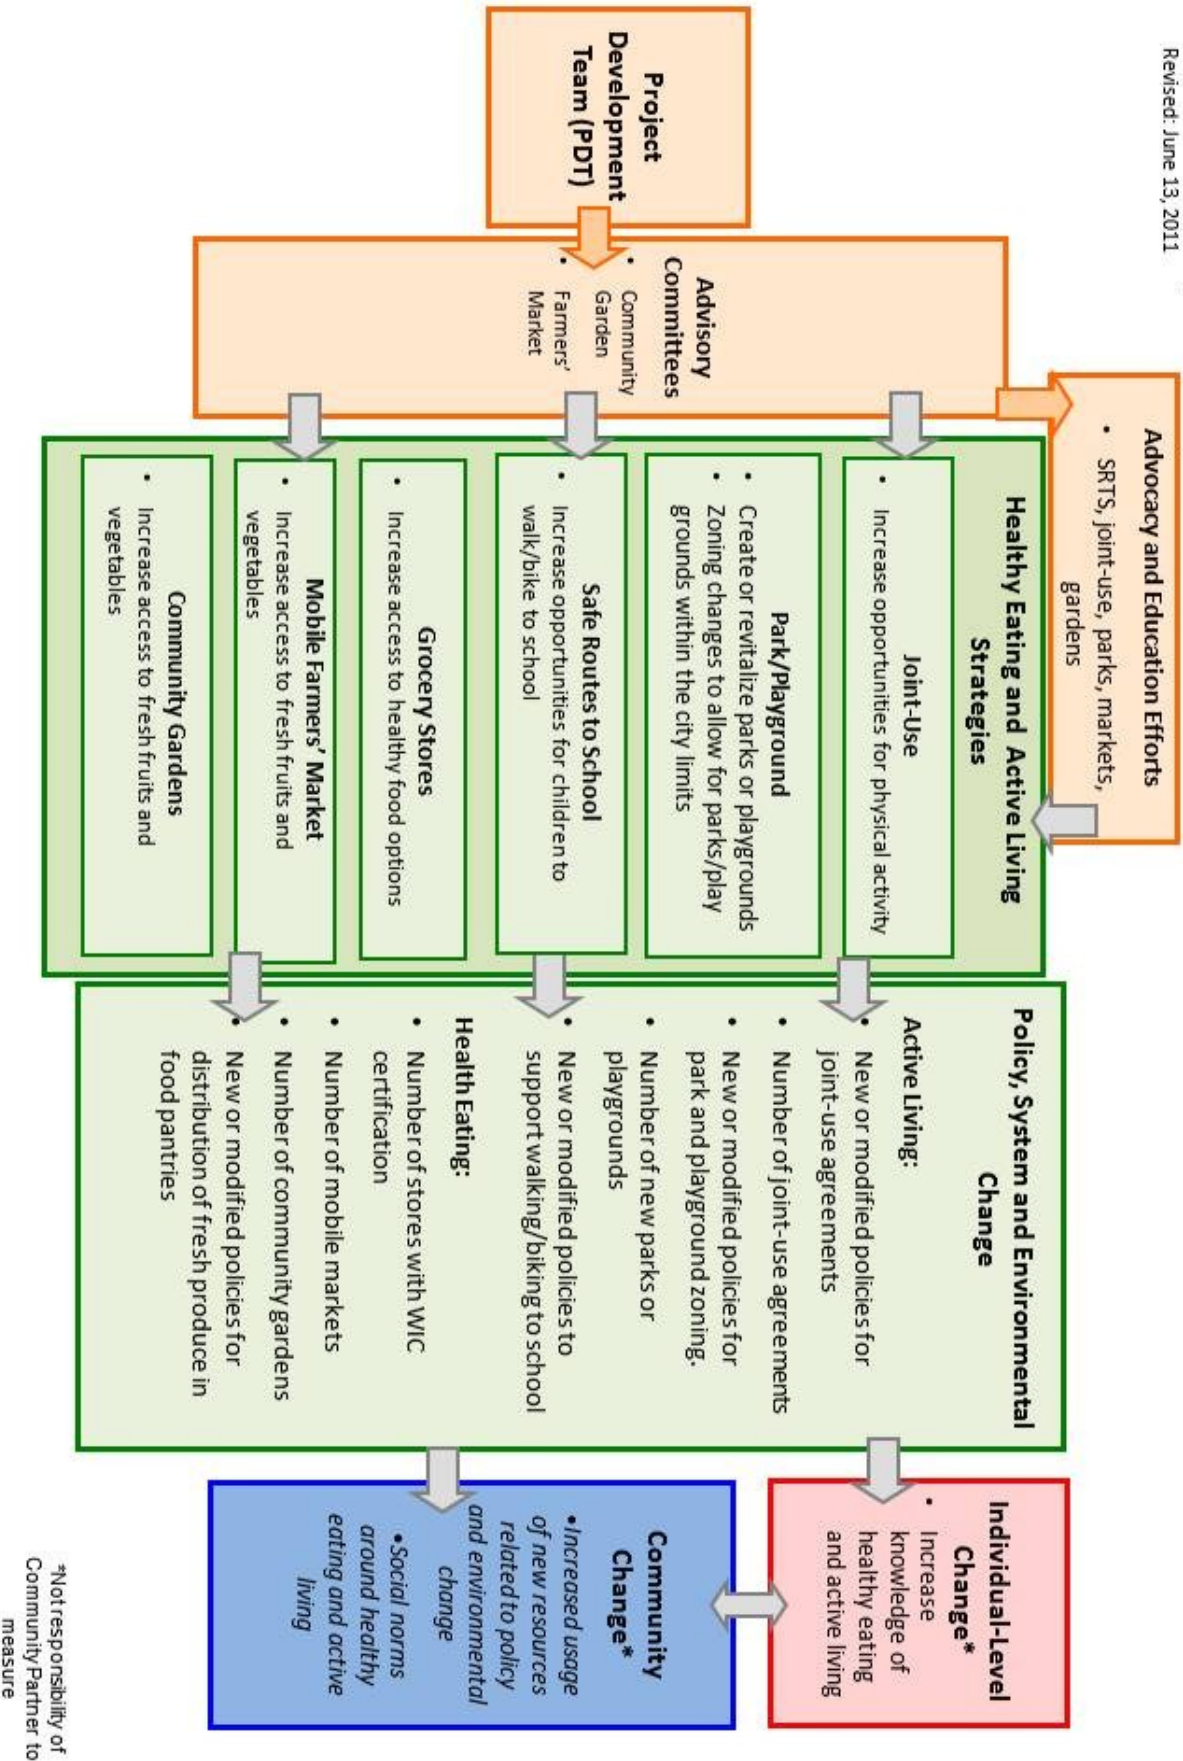 Revised: June 13, 2011
Project
Development
Team (PDT)
Advisory
Committees
• Community
Garden
• Farmers'
Market
Advocacy and Education Efforts
• SRTS, joint-use, parks, markets,
gardens
Healthy Eating and Active Living
Strategies
Joint-Use
• Increase opportunities for physical activity
Park/Playground
• Create or revitalize parks or playgrounds
• Zoning changes to allow for parks/play
grounds within the city limits
Safe Routes to School
• Increase opportunities for children to
walk/bike to school
Grocery Stores
• Increase access to healthy food options
Mobile Farmers' Market
• Increase access to fresh fruits and
vegetables
Community Gardens
• Increase access to fresh fruits and
vegetables
Policy, System and Environmental
Change
Active Living:
• New or modified policies for
joint-use agreements
• Number of joint-use agreements
• New or modified policies for
park and playground zoning.
• Number of new parks or
playgrounds
• New or modified policies to
support walking/biking to school
Health Eating:
• Number of stores with WIC
certification
• Number of mobile markets
• Number of community gardens
• New or modified policies for
distribution of fresh produce in
food pantries
Individual-Level
Change*
• Increase
knowledge of
healthy eating
and active living
Community
Change*
•Increased usage
of new resources
related to policy
and environmental
change
•Social norms
around healthy
eating and active
living
*Not responsibility of
Community Partner to
measure